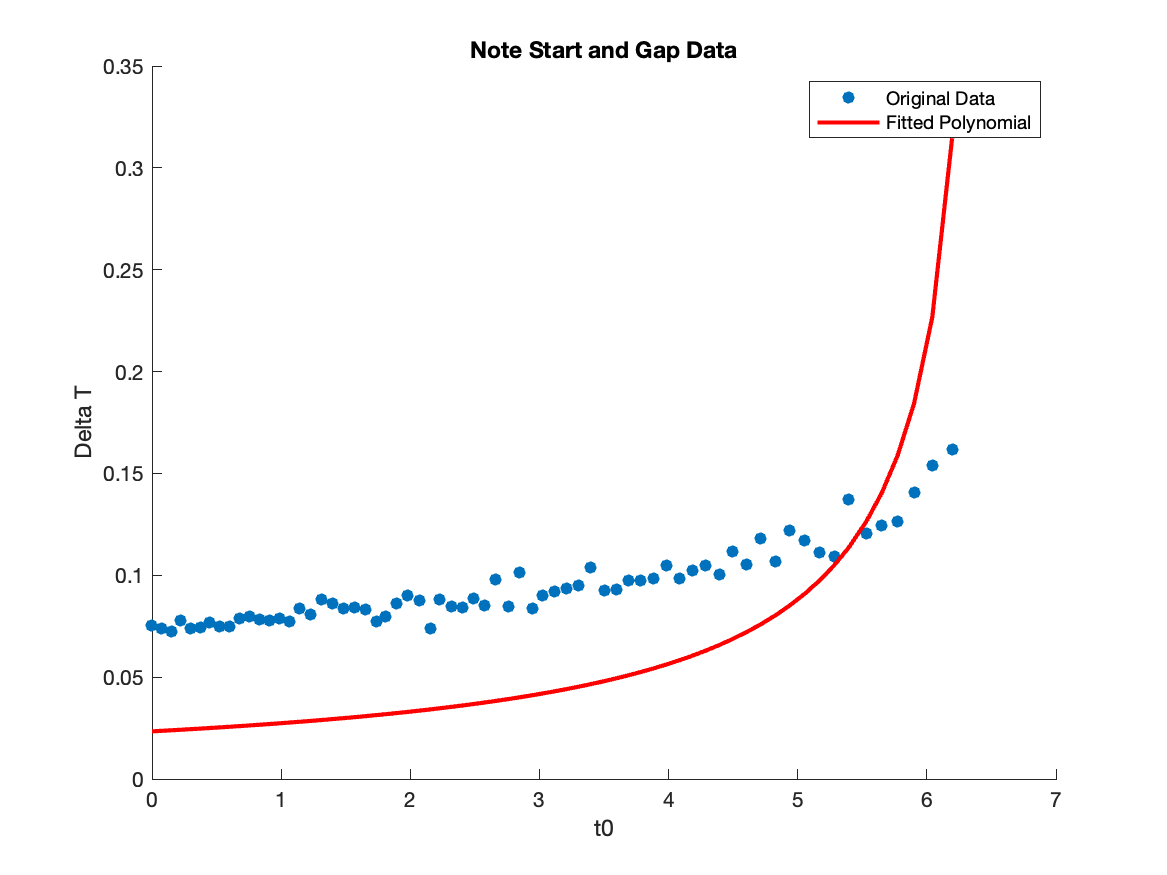 Note Start and Gap Data
Original Data
Fitted Polynomial
0.35
0.3
0.25
0.2
0.15
0.1
0.05
0
Delta T
0 1 2 3 4 5 6 7
t0